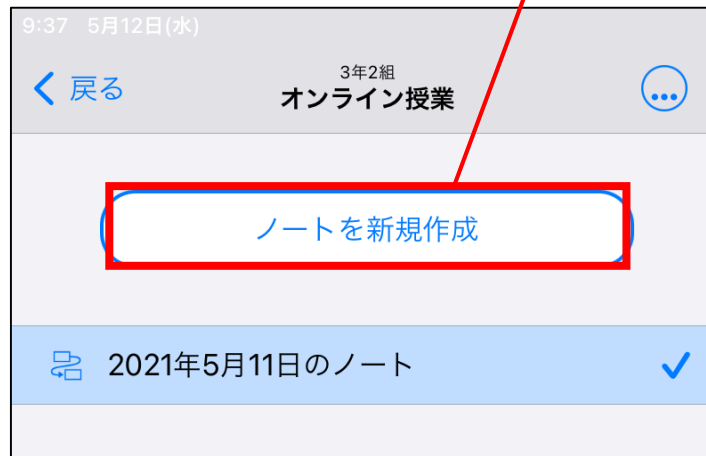 9:37 5月12日(水)
戻る
3年2組
オンライン授業
ノートを新規作成
2021年5月11日のノート